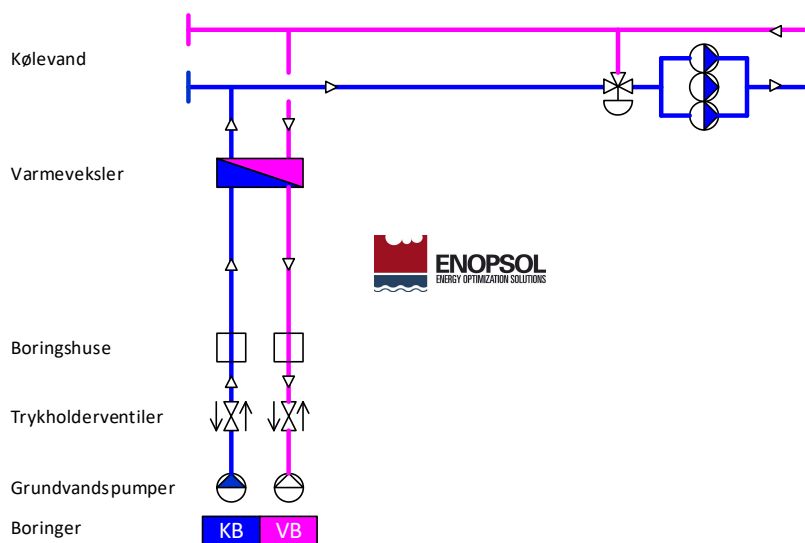 Kølevand
Varmeveksler
ENOPSOL
ENERGY OPTIMIZATION SOLUTIONS
Boringshuse
Trykholderventiler
Grundvandspumper
Boringer
KB
VB